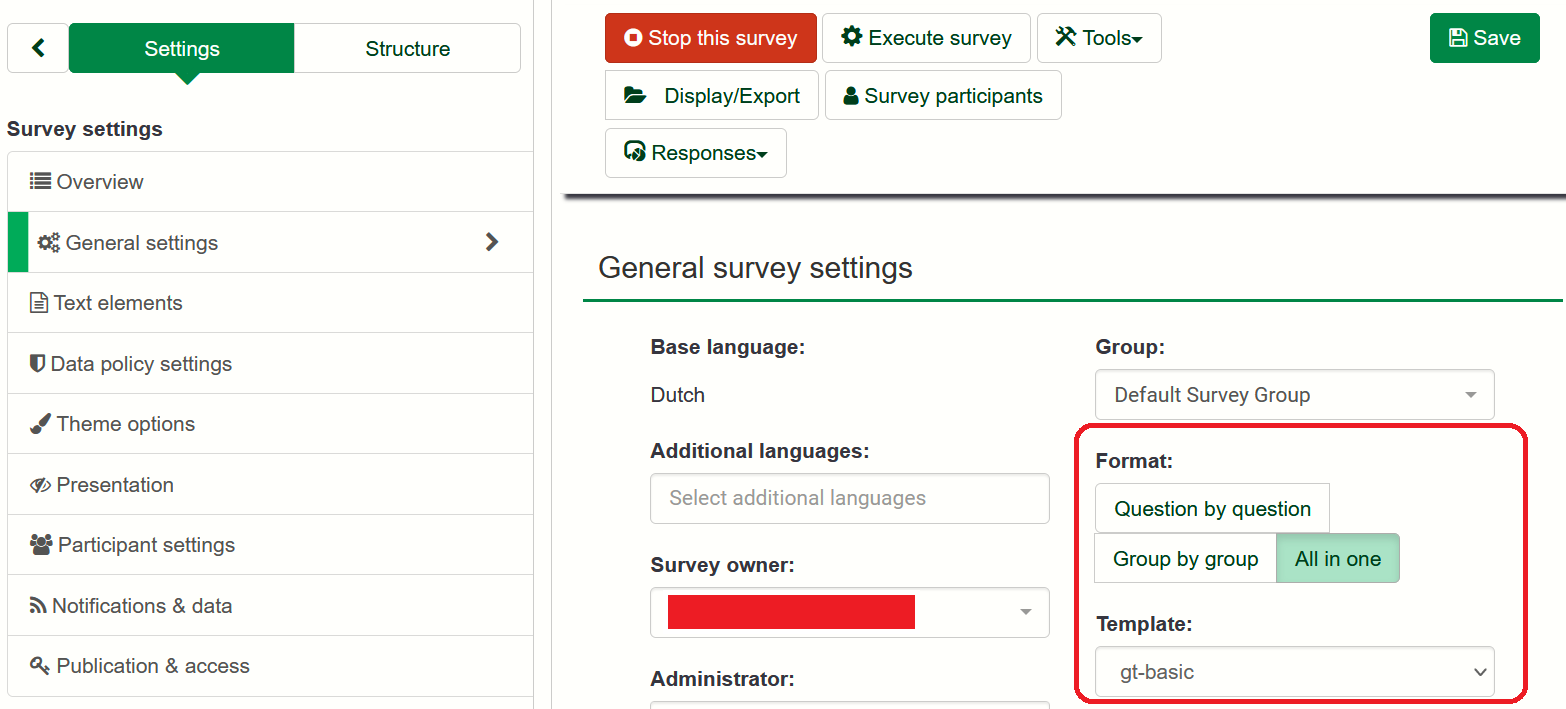 Settings
Structure
Survey settings
Overview
General settings
Text elements
Data policy settings
Theme options
Presentation
Participant settings
Notifications & data
Publication & access
Stop this survey
Execute survey
Tools
Save
Display/Export
Survey participants
Responses
General survey settings
Base language:
Dutch
Additional languages:
Select additional languages
Survey owner:
Administrator:
Group:
Default Survey Group
Format:
Question by question
Group by group
All in one
Template:
gt-basic